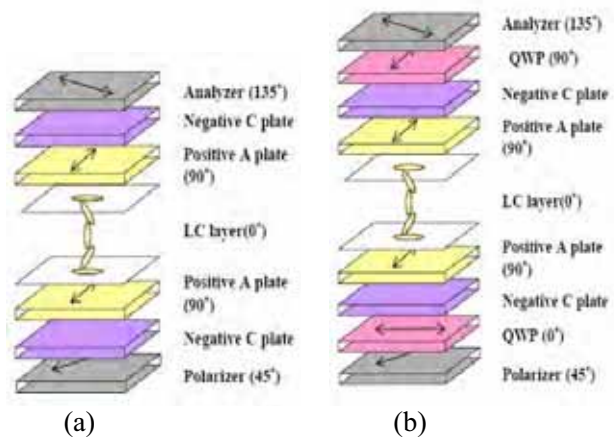 Analyzer (135°)
Negative C plate
Positive A plate
(90°)
LC layer(0°)
Positive A plate
(90°)
Negative C plate
Polarizer (45°)
(a)
Analyzer (135°)
QWP (90°)
Negative C plate
Positive A plate
(90°)
LC layer(0°)
Positive A plate
(90°)
Negative C plate
QWP (0°)
Polarizer (45°)
(b)